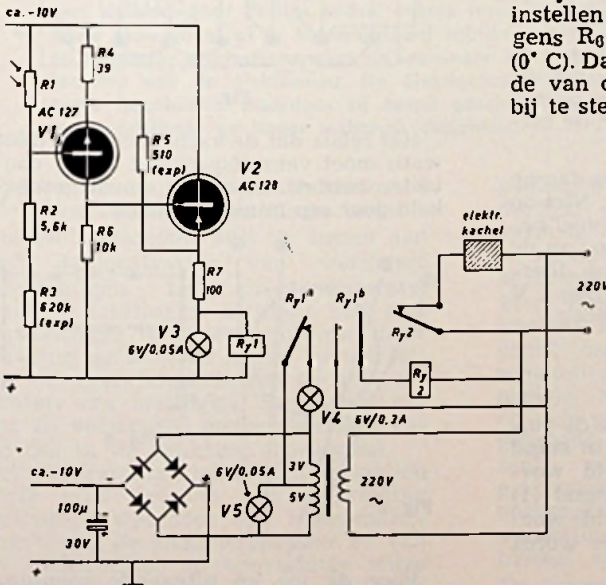 ca. -10V
R4
39
R1
AC 127
V1
R5
510
(exp)
V2
AC 128
R2
5,6k
R6
10k
R3
620k
(exp)
R7
100
V3
6V/0,05A
Ry1
Ry1a
Ry1b
Ry2
elektr.
kachel
220V
~
Ry
2
V4
6V/0,3A
+
ca. -10V
-
+
100μ
30V
6V/0,05A
V5
3V
5V
220V
~
+
instellen
gens R6
(0° C). Da
de van
bij te ste